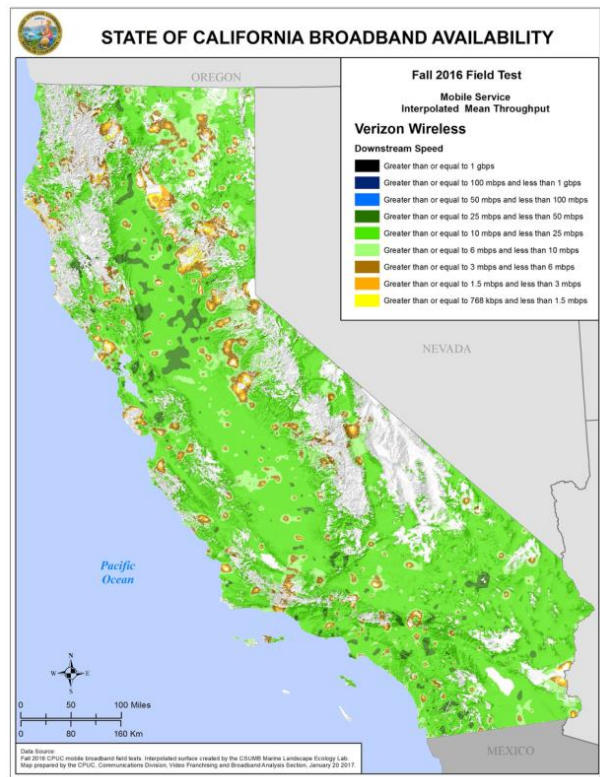 STATE OF CALIFORNIA BROADBAND AVAILABILITY
OREGON
Fall 2016 Field Test
Mobile Service
Interpolated Mean Throughput
Verizon Wireless
Downstream Speed
Greater than or equal to 1 gbps
Greater than or equal to 100 mbps and less than 1 gbps
Greater than or equal to 50 mbps and less than 100 mbps
Greater than or equal to 25 mbps and less than 50 mbps
Greater than or equal to 10 mbps and less than 25 mbps
Greater than or equal to 6 mbps and less than 10 mbps
Greater than or equal to 3 mbps and less than 6 mbps
Greater than or equal to 1.5 mbps and less than 3 mbps
Greater than or equal to 768 kbps and less than 1.5 mbps
NEVADA
Pacific
Ocean
N
W E
S
0 50 100 Miles
0 80 160 Km
MEXICO
Data Source:
Fall 2016 CPUC mobile broadband field tests. Interpolated surface created by the CSUMB Marine Landscape Ecology Lab.
Map prepared by the CPUC, Communications Division, Video Franchising and Broadband Analysis Section, January 20 2017.